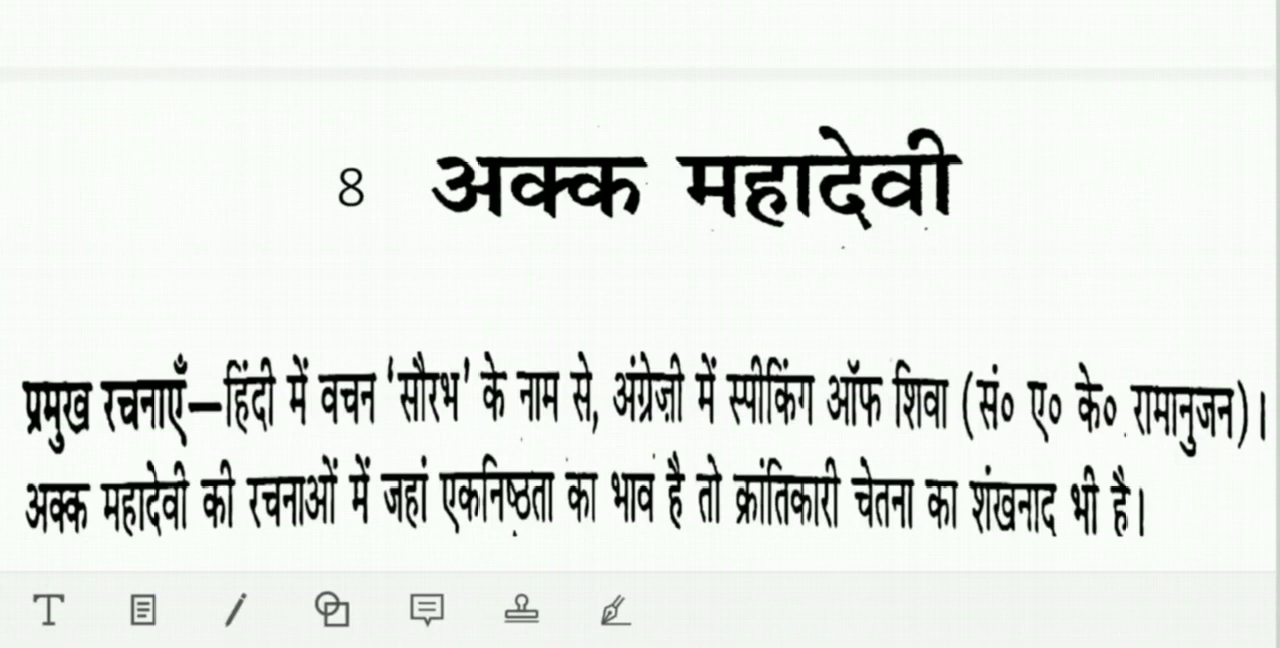 8 अक्क महादेवी
प्रमुख रचनाएँ—हिंदी में वचन 'सौरभ' के नाम से, अंग्रेज़ी में स्पीकिंग ऑफ शिवा (सं० ए० के० रामानुजन)।
अक्क महादेवी की रचनाओं में जहां एकनिष्ठता का भाव है तो क्रांतिकारी चेतना का शंखनाद भी है।
T